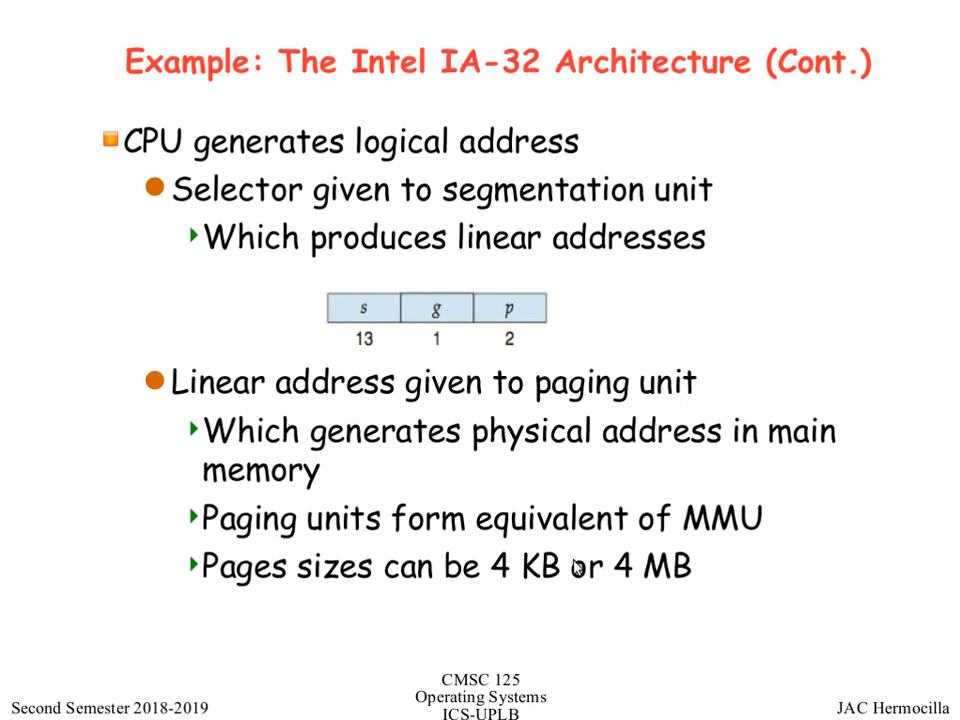 Example: The Intel IA-32 Architecture (Cont.)
CPU generates logical address
Selector given to segmentation unit
Which produces linear addresses
s g p
13 1 2
Linear address given to paging unit
Which generates physical address in main
memory
Paging units form equivalent of MMU
Pages sizes can be 4 KB or 4 MB
CMSC 125
Second Semester 2018-2019 Operating Systems JAC Hermocilla
ICS-UPLB